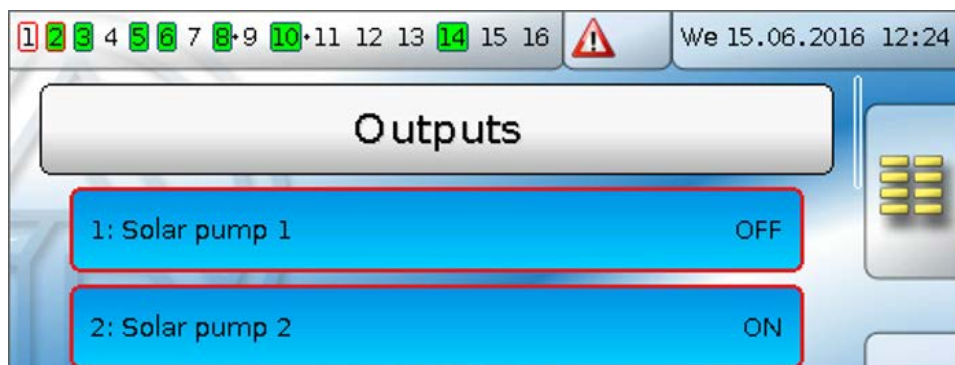 1 2 3 4 5 6 7 8+9 10+11 12 13 14 15 16 We 15.06.2016 12:24
Outputs
1: Solar pump 1 OFF
2: Solar pump 2 ON